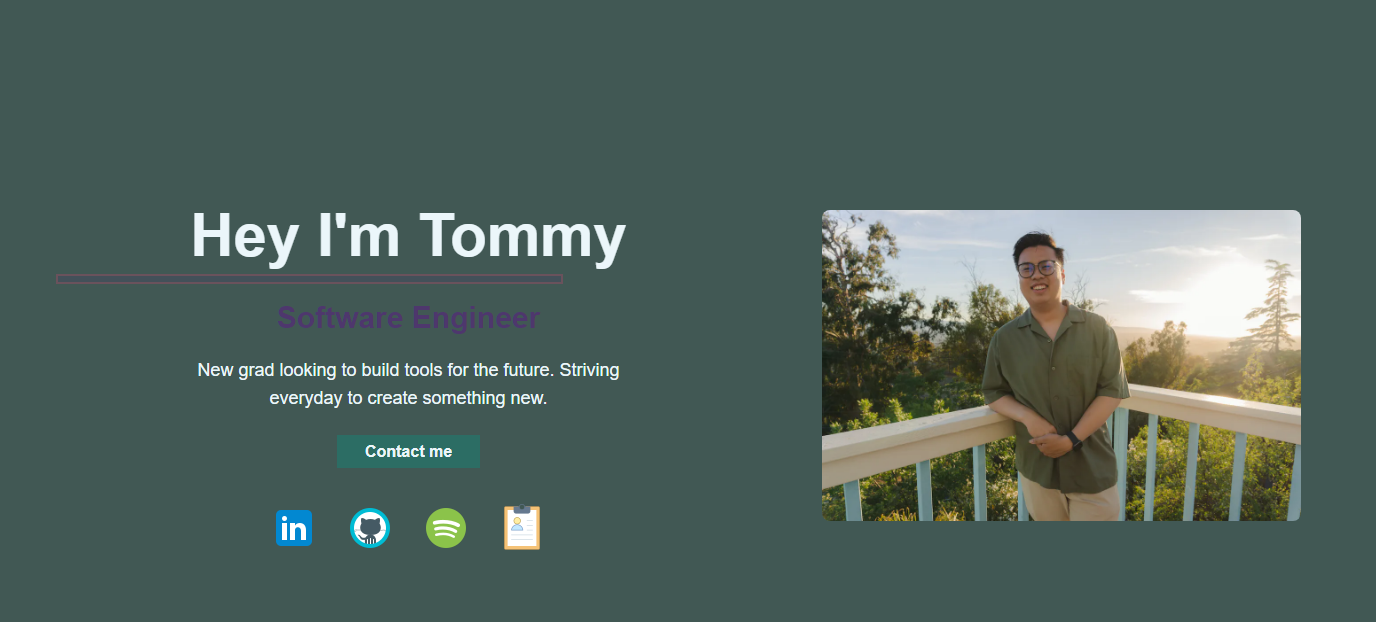 Hey I'm Tommy
Software Engineer
New grad looking to build tools for the future. Striving
everyday to create something new.
Contact me
in